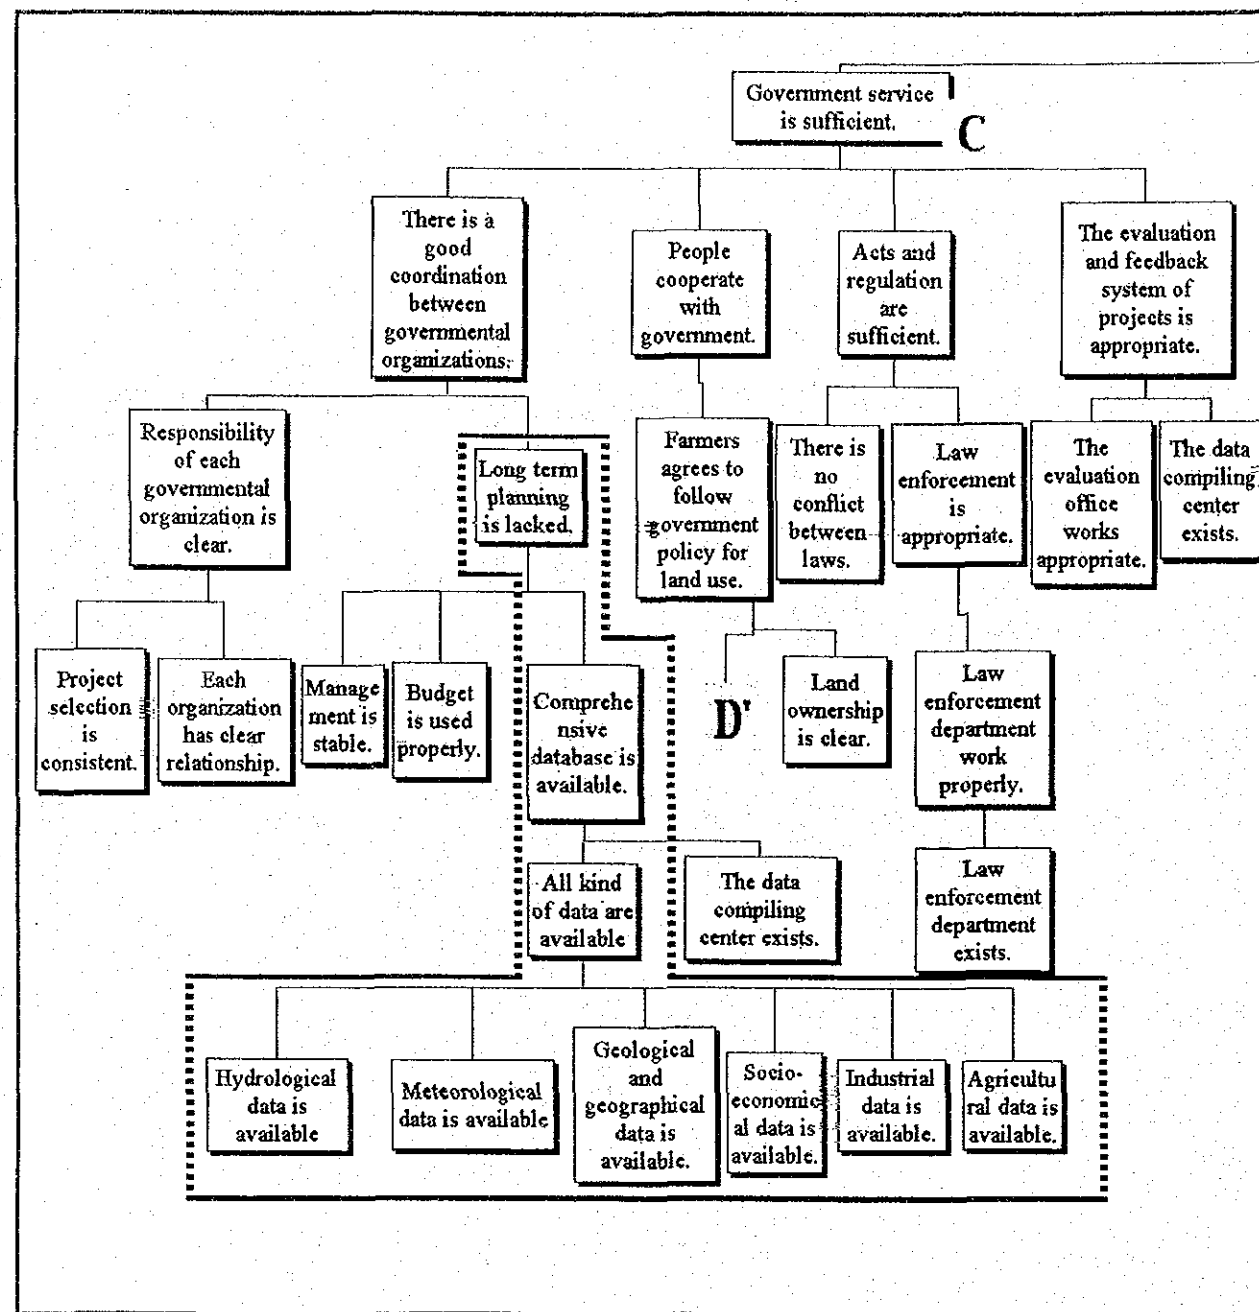 Government service
is sufficient.
C
There is a
good
coordination
between
governmental
organizations.
People
cooperate
with
government.
Acts and
regulation
are
sufficient.
The evaluation
and feedback
system of
projects is
appropriate.
Responsibility
of each
governmental
organization is
clear.
Long term
planning
is lacked.
Farmers
agrees to
follow
government
policy for
land use.
There is
no
conflict
between
laws.
Law
enforcement
is
appropriate.
The
evaluation
office
works
appropriate.
The data
compiling
center
exists.
Project
selection
is
consistent.
Each
organization
has clear
relationship.
Manage
ment is
stable.
Budget
is used
properly.
Comprehe
nsive
database is
available.
D'
Land
ownership
is clear.
Law
enforcement
department
work
properly.
All kind
of data are
available
The data
compiling
center exists.
Law
enforcement
department
exists.
Hydrological
data is
available
Meteorological
data is available
Geological
and
geographical
data is
available.
Socio-
economic
al data is
available.
Industrial
data is
available.
Agricultu
ral data is
available.